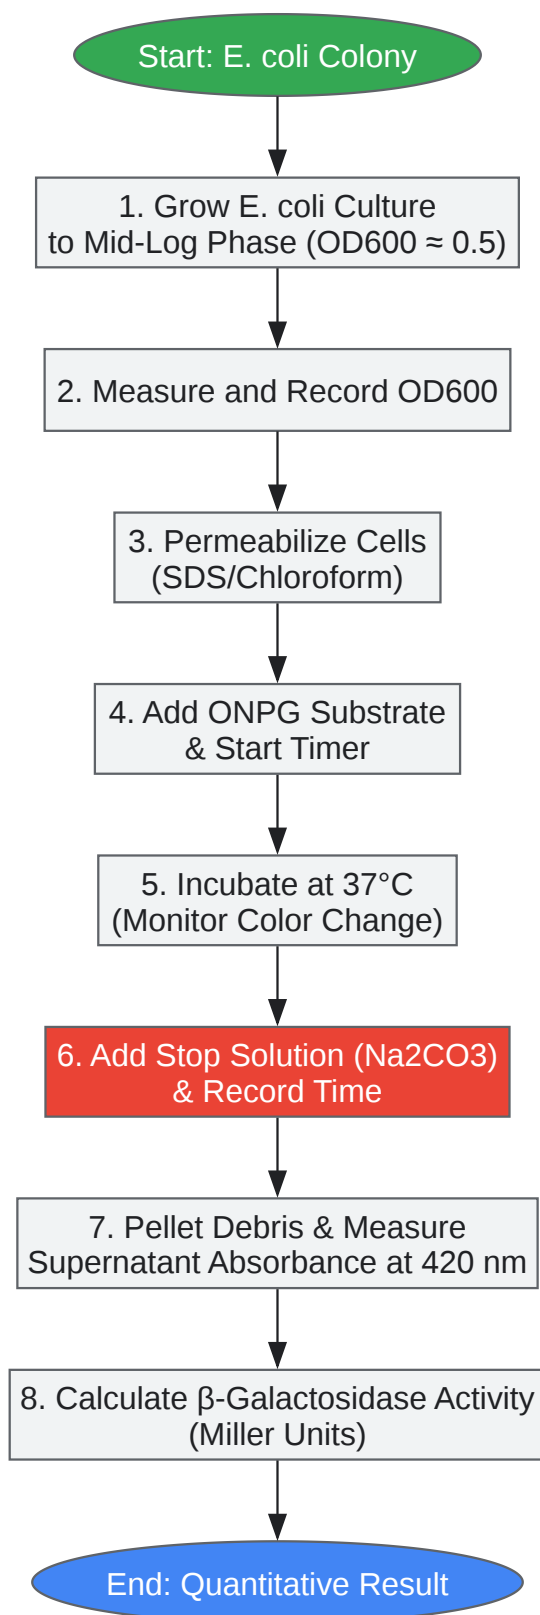 Start: E. coli Colony
1. Grow E. coli Culture
to Mid-Log Phase (OD600 ≈ 0.5)
2. Measure and Record OD600
3. Permeabilize Cells
(SDS/Chloroform)
4. Add ONPG Substrate
& Start Timer
5. Incubate at 37°C
(Monitor Color Change)
6. Add Stop Solution (Na2CO3)
& Record Time
7. Pellet Debris & Measure
Supernatant Absorbance at 420 nm
8. Calculate β-Galactosidase Activity
(Miller Units)
End: Quantitative Result